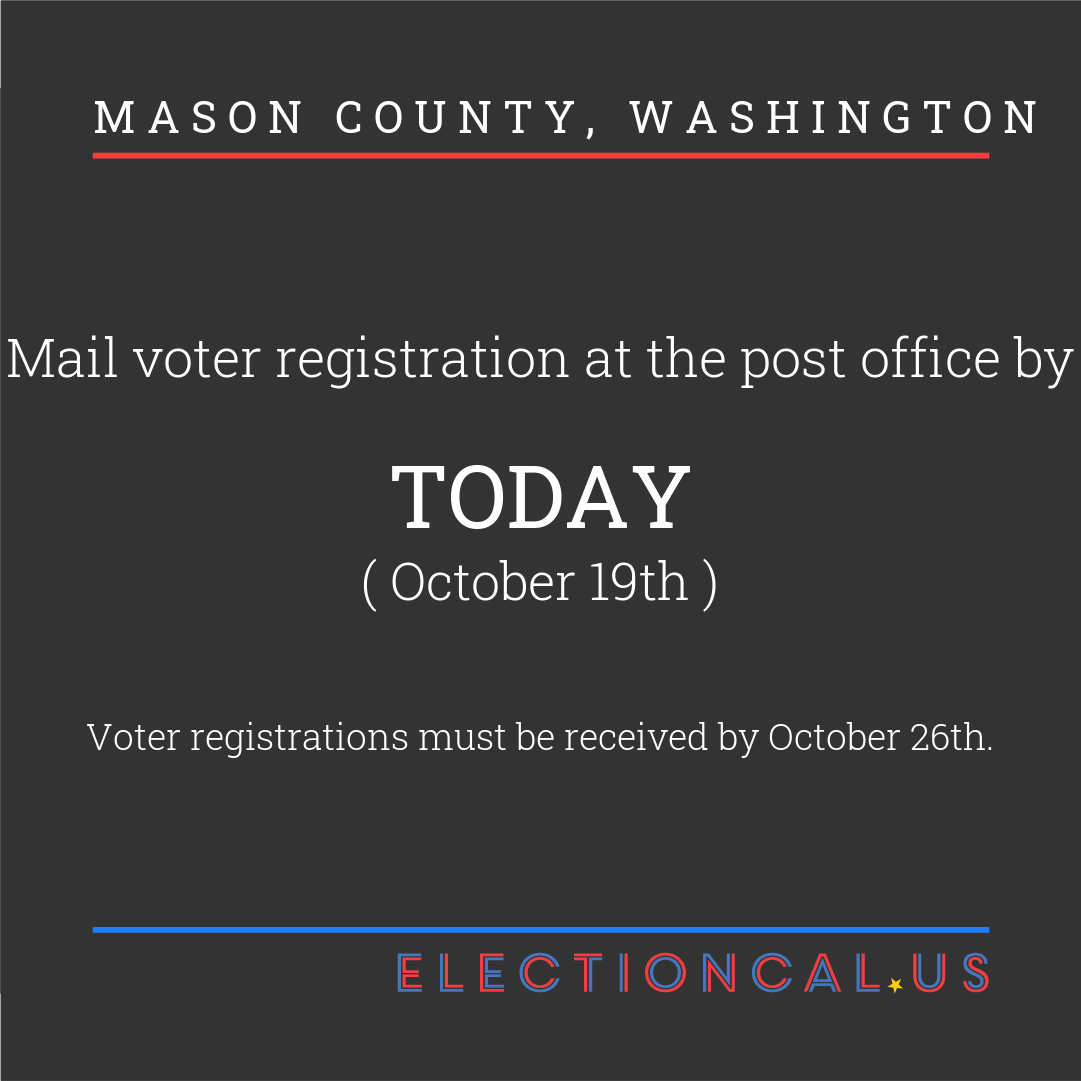 MASON COUNTY, WASHINGTON
Mail voter registration at the post office by
TODAY
( October 19th )
Voter registrations must be received by October 26th.
ELECTIONCAL.US